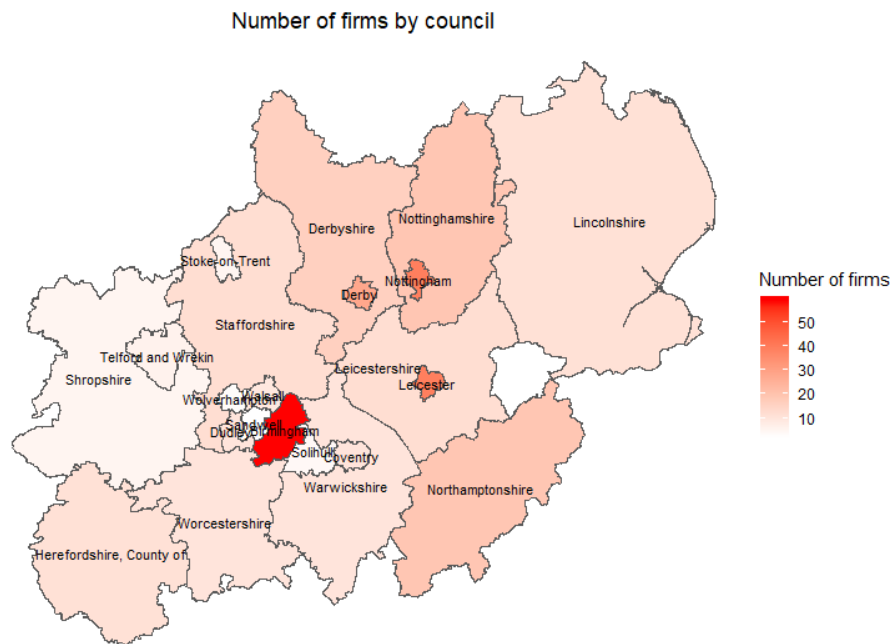 Number of firms by council
Derbyshire
Nottinghamshire
Lincolnshire
Stoke-on-Trent
Nottingham
Derby
Staffordshire
Telford and Wrekin
Shropshire
Leicestershire
Leicester
Walsall
Wolverhampton
Sandwell
Dudley
Birmingham
Solihull
Coventry
Warwickshire
Northamptonshire
Worcestershire
Herefordshire, County of
Number of firms
50
40
30
20
10